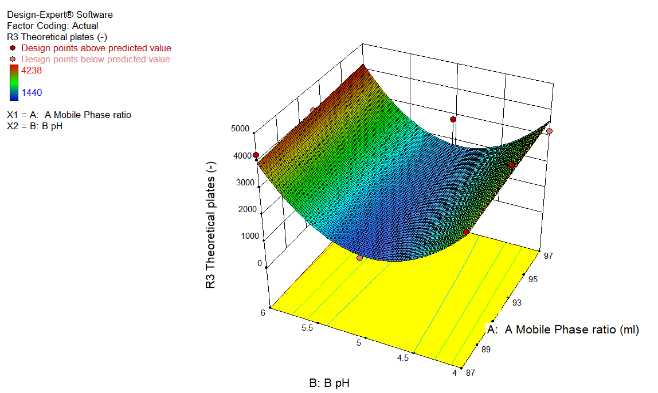 Design-Expert® Software
Factor Coding: Actual
R3 Theoretical plates (-)
Design points above predicted value
Design points below predicted value
4238
1440
X1 = A: A Mobile Phase ratio
X2 = B: B pH
5000
4000
3000
2000
1000
0
R3 Theoretical plates (-)
6
5.5
5
4.5
4
B: B pH
87
89
93
95
97
A: A Mobile Phase ratio (ml)